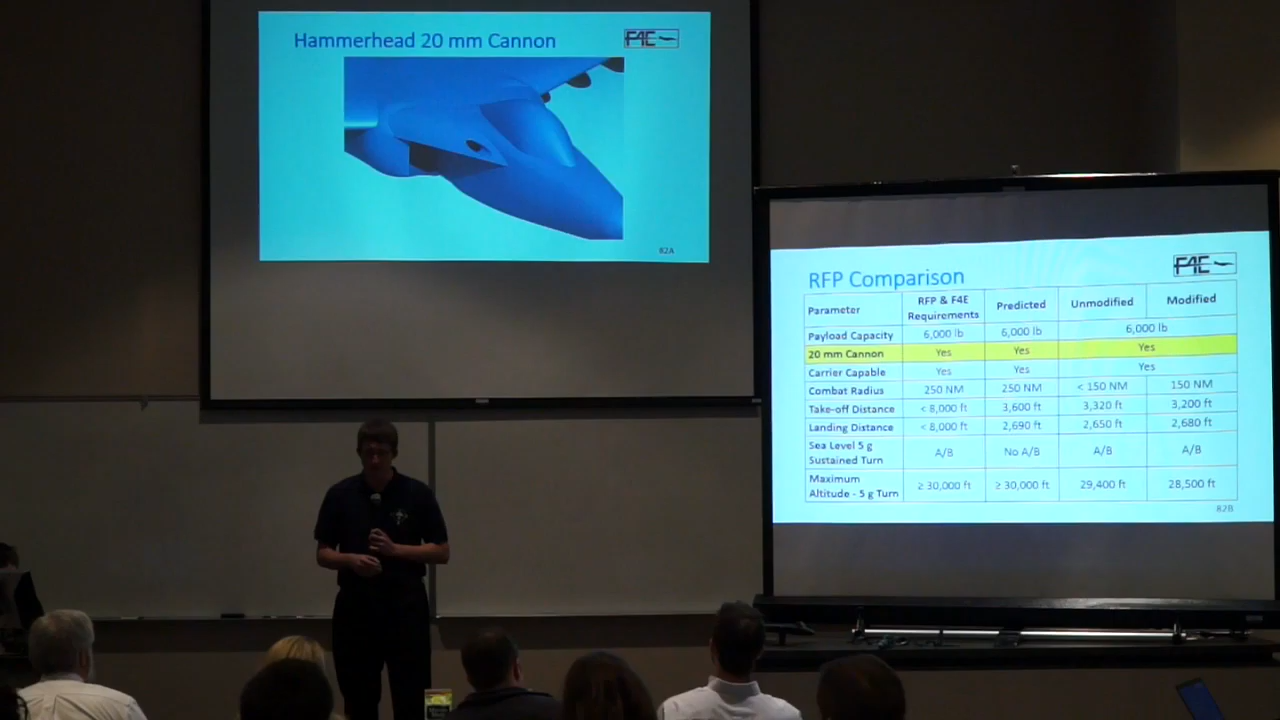 Hammerhead 20 mm Cannon
F4E
82A
RFP Comparison
F4E
Parameter RFP & F4E Requirements Predicted Unmodified Modified
Payload Capacity 6,000 lb 6,000 lb 6,000 lb
20 mm Cannon Yes Yes Yes
Carrier Capable Yes Yes Yes
Combat Radius 250 NM 250 NM < 150 NM 150 NM
Take-off Distance < 8,000 ft 3,600 ft 3,320 ft 3,200 ft
Landing Distance < 8,000 ft 2,690 ft 2,650 ft 2,680 ft
Sea Level 5 g Sustained Turn A/B No A/B A/B A/B
Maximum Altitude - 5 g Turn ≥ 30,000 ft ≥ 30,000 ft 29,400 ft 28,500 ft
82B